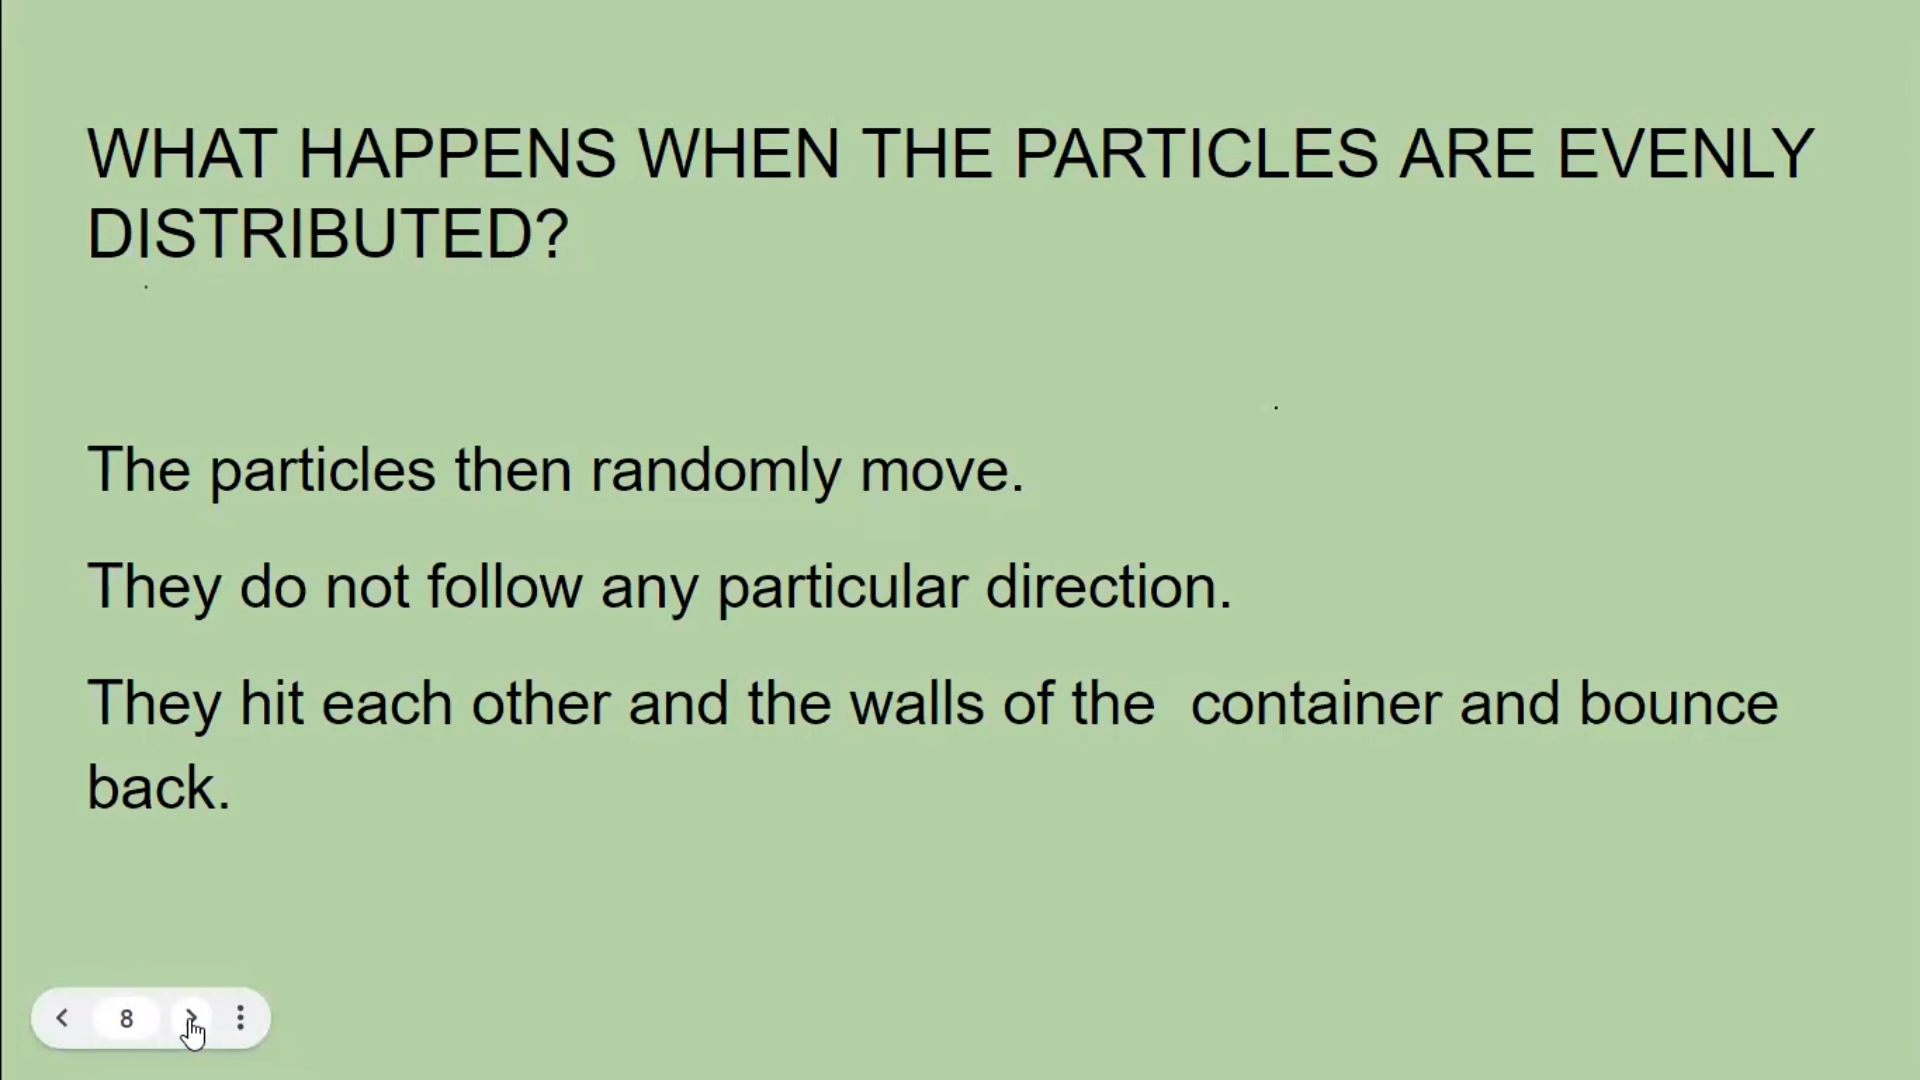 WHAT HAPPENS WHEN THE PARTICLES ARE EVENLY
DISTRIBUTED?
The particles then randomly move.
They do not follow any particular direction.
They hit each other and the walls of the  container and bounce
back.
8